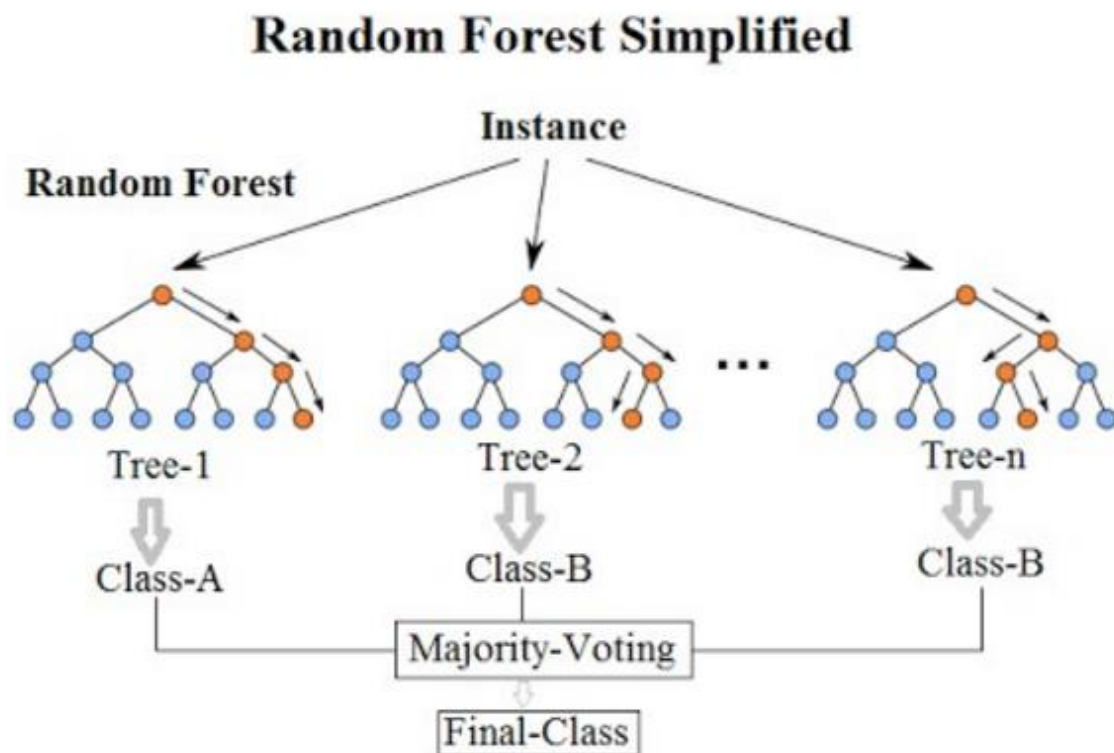 Random Forest Simplified
Instance
Random Forest
...
Tree-1
Tree-2
Tree-n
Class-A
Class-B
Class-B
Majority-Voting
Final-Class